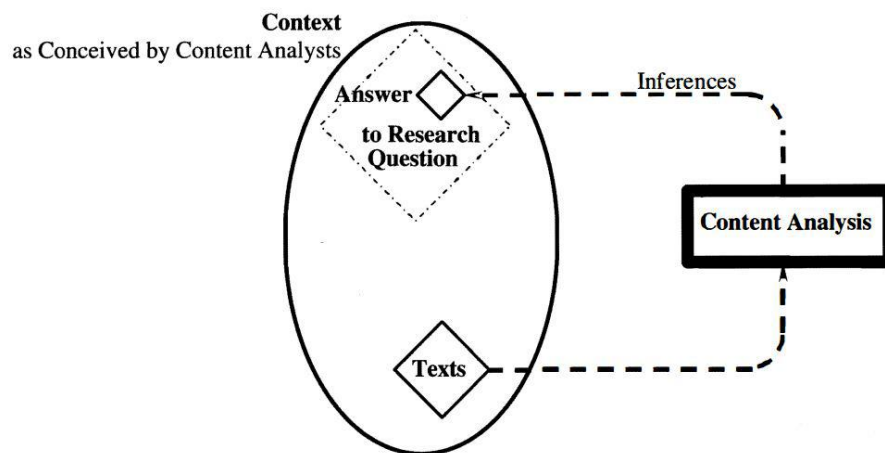 Context
as Conceived by Content Analysts
Inferences
Answer
to Research
Question
Content Analysis
Texts